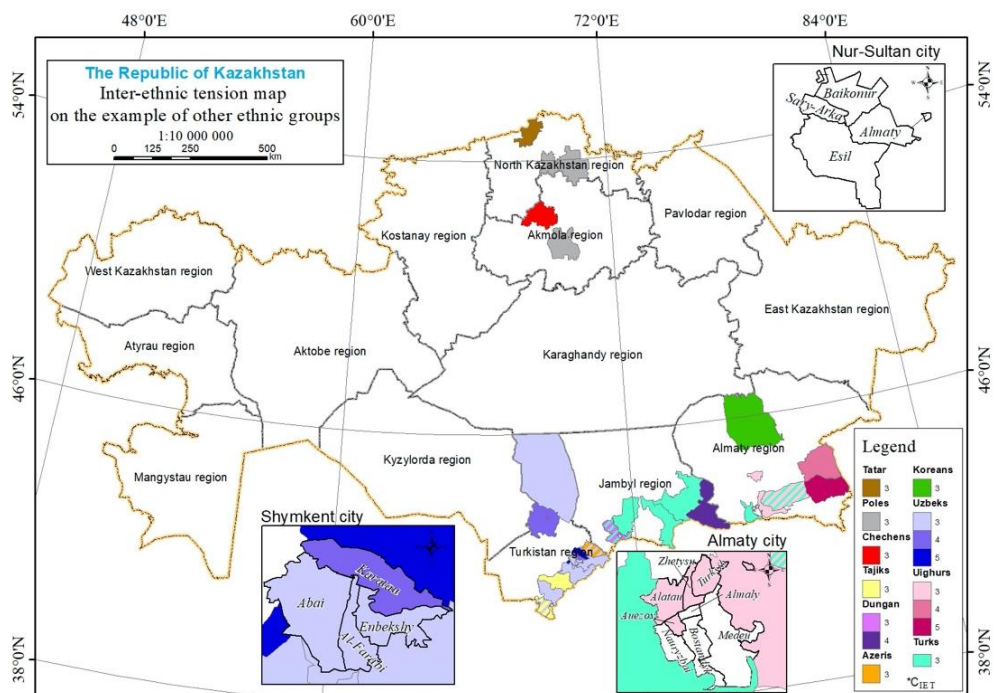 48°0'E 60°0'E 72°0'E 84°0'E
54°0'N
46°0'N
38°0'N
54°0'N
46°0'N
38°0'N
The Republic of Kazakhstan
Inter-ethnic tension map
on the example of other ethnic groups
1:10 000 000
0 125 250 500
km
Nur-Sultan city
Baikonur
Sary-Arka
Almaty
Esil
North Kazakhstan region
Kostanay region
Akmola region
Pavlodar region
West Kazakhstan region
East Kazakhstan region
Atyrau region
Aktobe region
Karaghandy region
Mangystau region
Kyzylorda region
Jambyl region
Almaty region
Turkistan region
Shymkent city
Karatau
Abai
Enbekshy
Al-Farabi
Almaty city
Zhetysu
Turksib
Alatau
Almaly
Auezov
Medeu
Nauryzbai
Bostandyk
Legend
Tatar
3
Poles
3
Chechens
3
Tajiks
3
Dungan
3
4
Azeris
3
Koreans
3
Uzbeks
3
4
5
Uighurs
3
4
5
Turks
3
*C IET